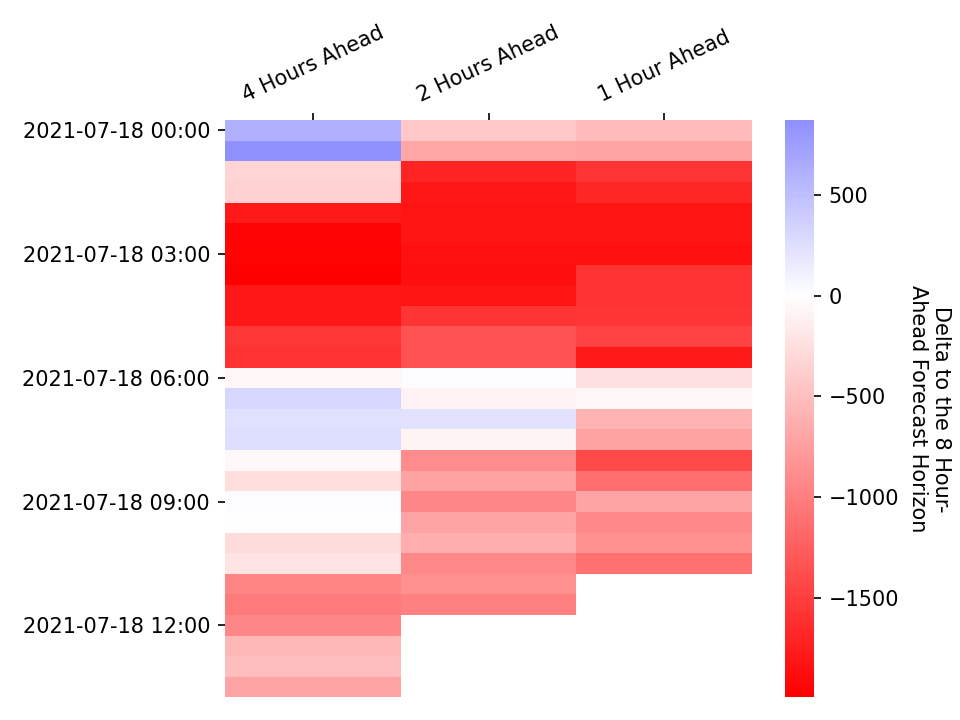 4 Hours Ahead
2 Hours Ahead
1 Hour Ahead
2021-07-18 00:00
2021-07-18 03:00
2021-07-18 06:00
2021-07-18 09:00
2021-07-18 12:00
500
0
−500
−1000
−1500
Delta to the 8 Hour-
Ahead Forecast Horizon